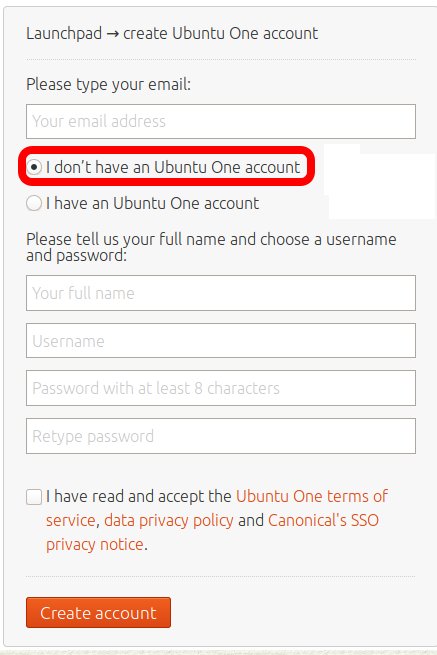 Launchpad → create Ubuntu One account
Please type your email:
Your email address
I don’t have an Ubuntu One account
I have an Ubuntu One account
Please tell us your full name and choose a username
and password:
Your full name
Username
Password with at least 8 characters
Retype password
I have read and accept the Ubuntu One terms of
service, data privacy policy and Canonical's SSO
privacy notice.
Create account